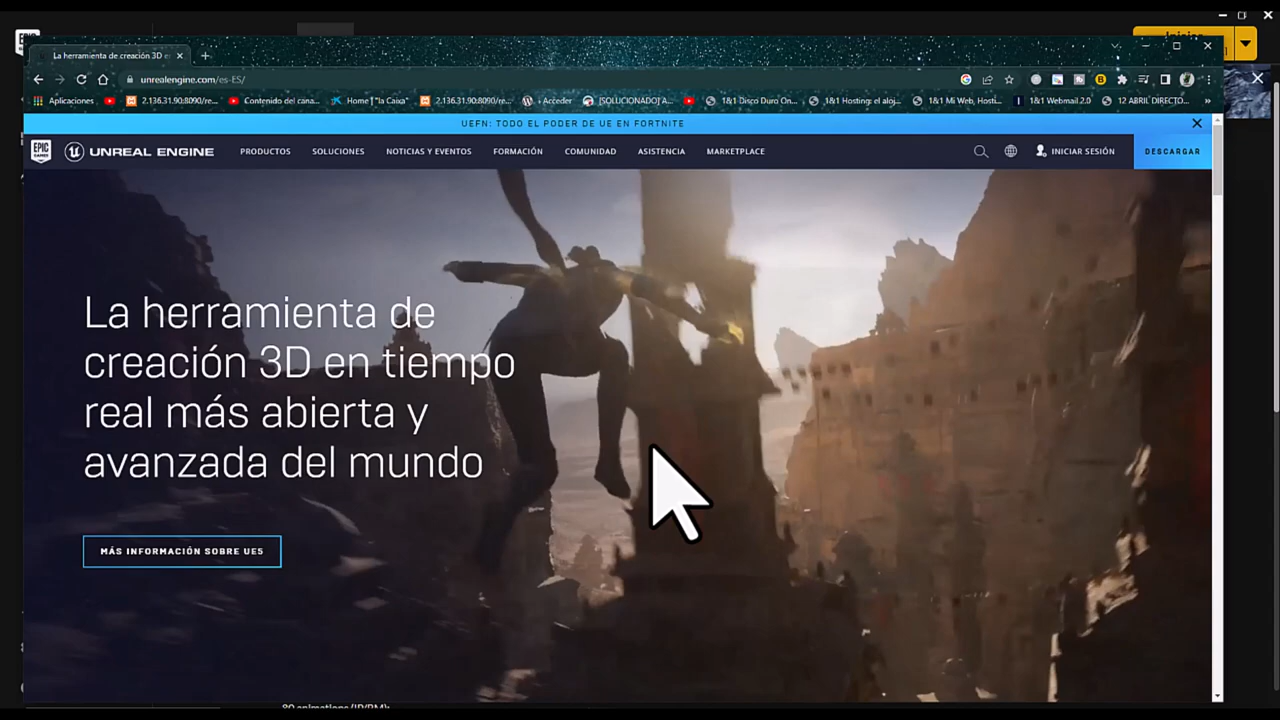 La herramienta de creación 3D e
unrealengine.com/es-ES/
Aplicaciones
2.136.31.90:8090/re...
Contenido del cana...
Home | "la Caixa"
2.136.31.90:8090/re...
» Acceder
[SOLUCIONADO] A...
1&1 Disco Duro On...
1&1 Hosting: el aloj...
1&1 Mi Web, Hosti...
1&1 Webmail 2.0
12 ABRIL DIRECTO...
»
UEFN: TODO EL PODER DE UE EN FORTNITE
EPIC GAMES
UNREAL ENGINE
PRODUCTOS
SOLUCIONES
NOTICIAS Y EVENTOS
FORMACIÓN
COMUNIDAD
ASISTENCIA
MARKETPLACE
INICIAR SESIÓN
DESCARGAR
La herramienta de
creación 3D en tiempo
real más abierta y
avanzada del mundo
MÁS INFORMACIÓN SOBRE UE5